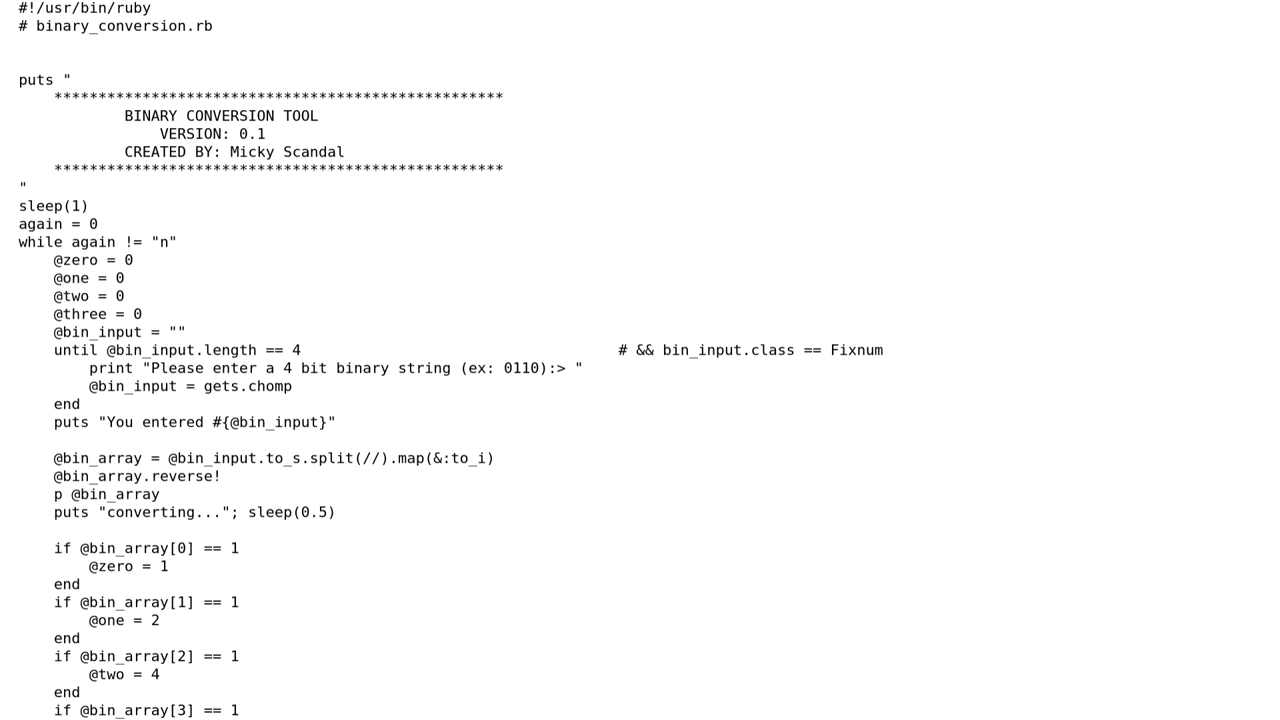 #!/usr/bin/ruby
# binary_conversion.rb
puts "
    ***************************************************
            BINARY CONVERSION TOOL
                VERSION: 0.1
            CREATED BY: Micky Scandal
    ***************************************************
"
sleep(1)
again = 0
while again != "n"
    @zero = 0
    @one = 0
    @two = 0
    @three = 0
    @bin_input = ""
    until @bin_input.length == 4                                    # && bin_input.class == Fixnum
        print "Please enter a 4 bit binary string (ex: 0110):> "
        @bin_input = gets.chomp
    end
    puts "You entered #{@bin_input}"

    @bin_array = @bin_input.to_s.split(//).map(&:to_i)
    @bin_array.reverse!
    p @bin_array
    puts "converting..."; sleep(0.5)

    if @bin_array[0] == 1
        @zero = 1
    end
    if @bin_array[1] == 1
        @one = 2
    end
    if @bin_array[2] == 1
        @two = 4
    end
    if @bin_array[3] == 1